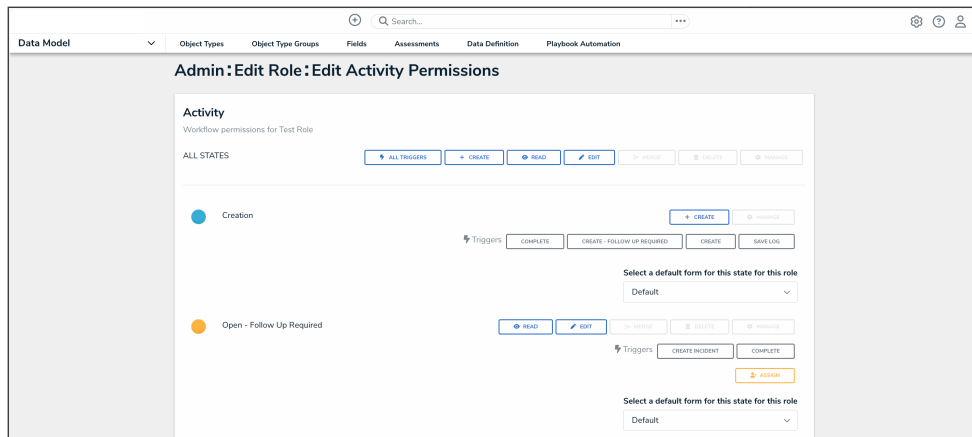 Search...
Data Model Object Types Object Type Groups Fields Assessments Data Definition Playbook Automation
Admin:Edit Role:Edit Activity Permissions
Activity
Workflow permissions for Test Role
ALL STATES ALL TRIGGERS + CREATE READ EDIT MERGE DELETE MANAGE
Creation + CREATE MANAGE
Triggers COMPLETE CREATE - FOLLOW UP REQUIRED CREATE SAVE LOG
Select a default form for this state for this role
Default
Open - Follow Up Required READ EDIT MERGE DELETE MANAGE
Triggers CREATE INCIDENT COMPLETE
ASSIGN
Select a default form for this state for this role
Default